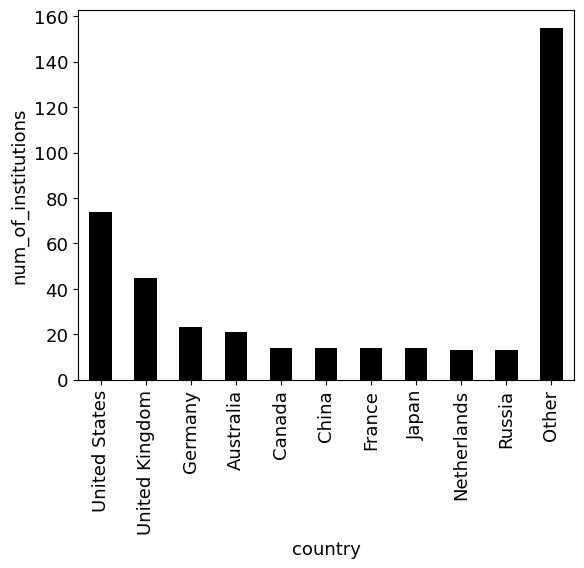 160
140
120
100
80
60
40
20
0
num_of_institutions
United States
United Kingdom
Germany
Australia
Canada
China
France
Japan
Netherlands
Russia
Other
country